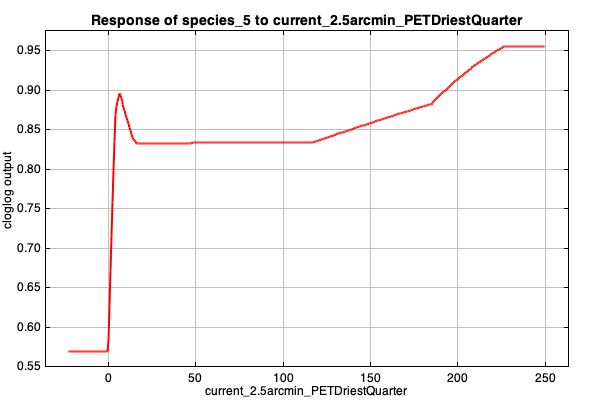 Response of species_5 to current_2.5arcmin_PETDriestQuarter
cloglog output
0.95
0.90
0.85
0.80
0.75
0.70
0.65
0.60
0.55
0 50 100 150 200 250
current_2.5arcmin_PETDriestQuarter